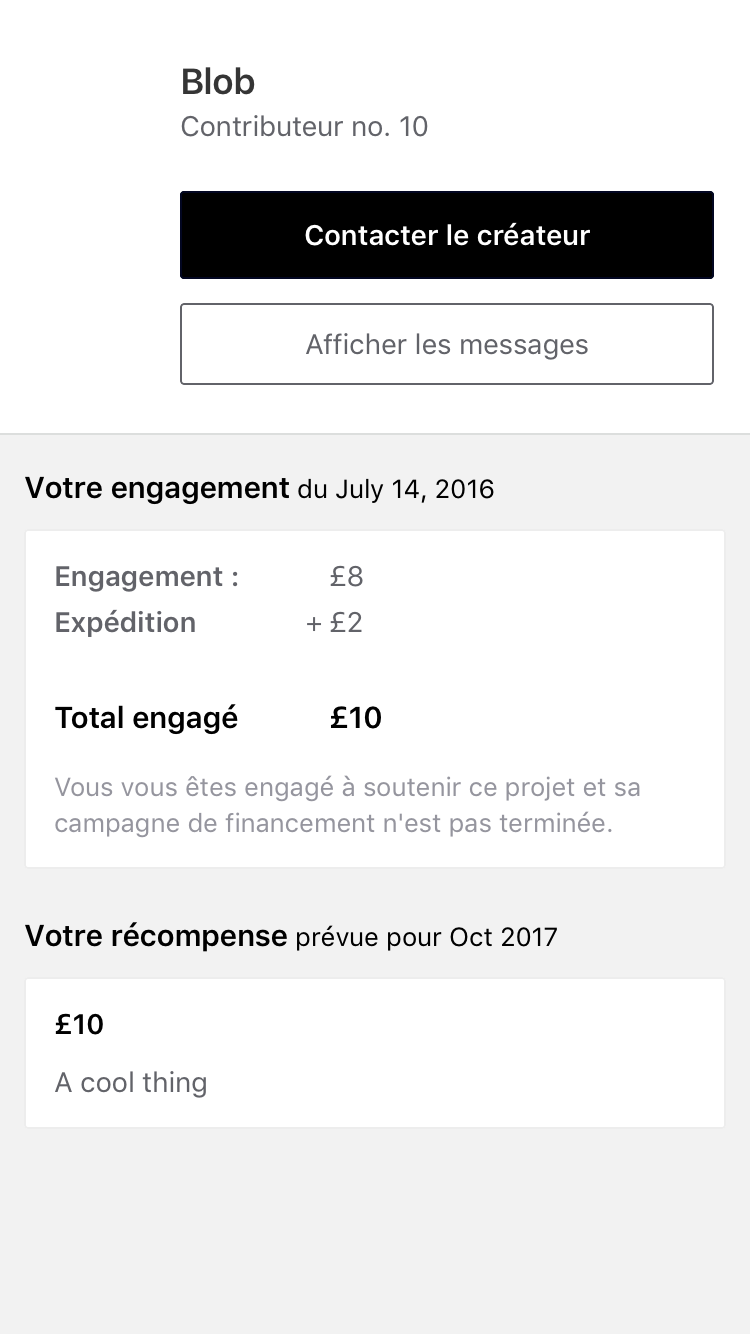 Blob
Contributeur no. 10
Contacter le créateur
Afficher les messages
Votre engagement du July 14, 2016
Engagement : £8
Expédition + £2
Total engagé £10
Vous vous êtes engagé à soutenir ce projet et sa
campagne de financement n'est pas terminée.
Votre récompense prévue pour Oct 2017
£10
A cool thing